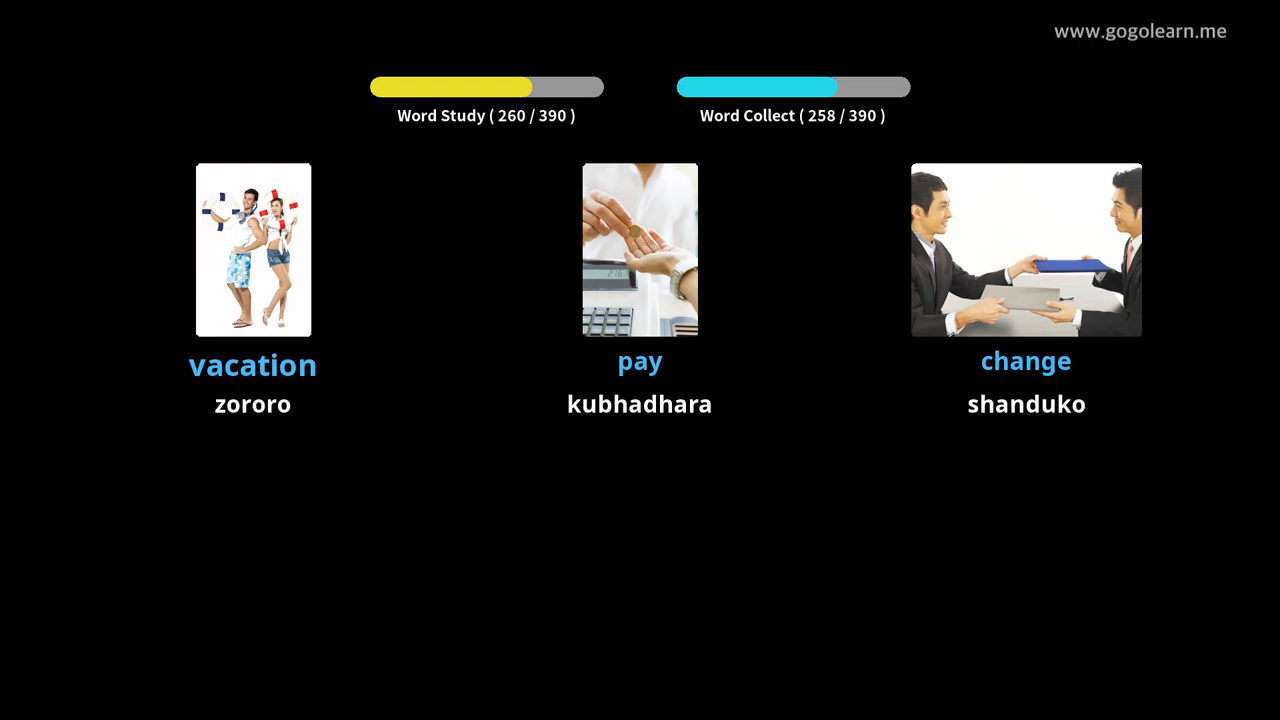 www.gogolearn.me
Word Study ( 260 / 390 )
Word Collect ( 258 / 390 )
vacation
zororo
pay
kubhadhara
change
shanduko